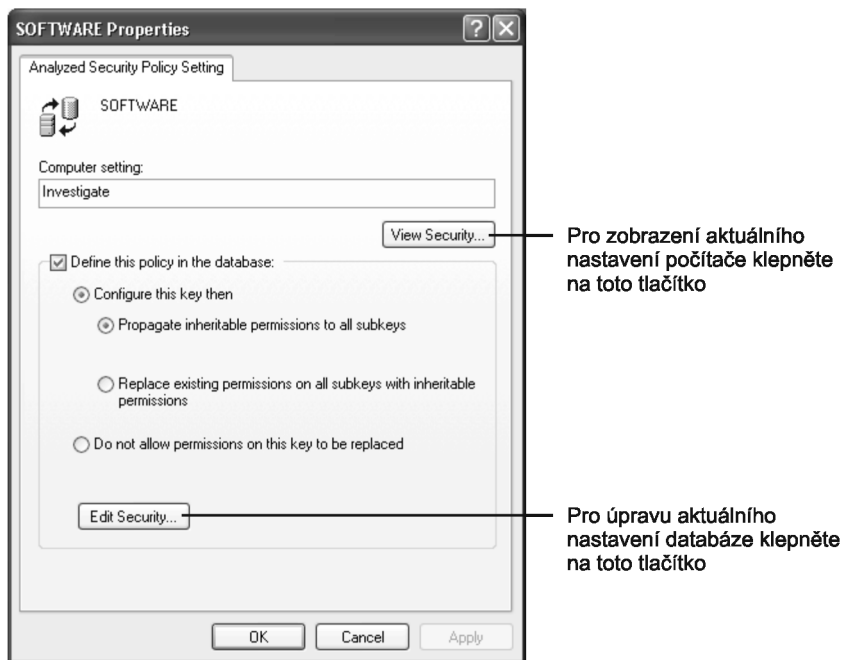 SOFTWARE Properties
Analyzed Security Policy Setting
SOFTWARE
Computer setting:
Investigate
View Security...
Pro zobrazení aktuálního
nastavení počítače klepněte
na toto tlačítko
Define this policy in the database:
Configure this key then
Propagate inheritable permissions to all subkeys
Replace existing permissions on all subkeys with inheritable
permissions
Do not allow permissions on this key to be replaced
Edit Security...
Pro úpravu aktuálního
nastavení databáze klepněte
na toto tlačítko
OK
Cancel
Apply